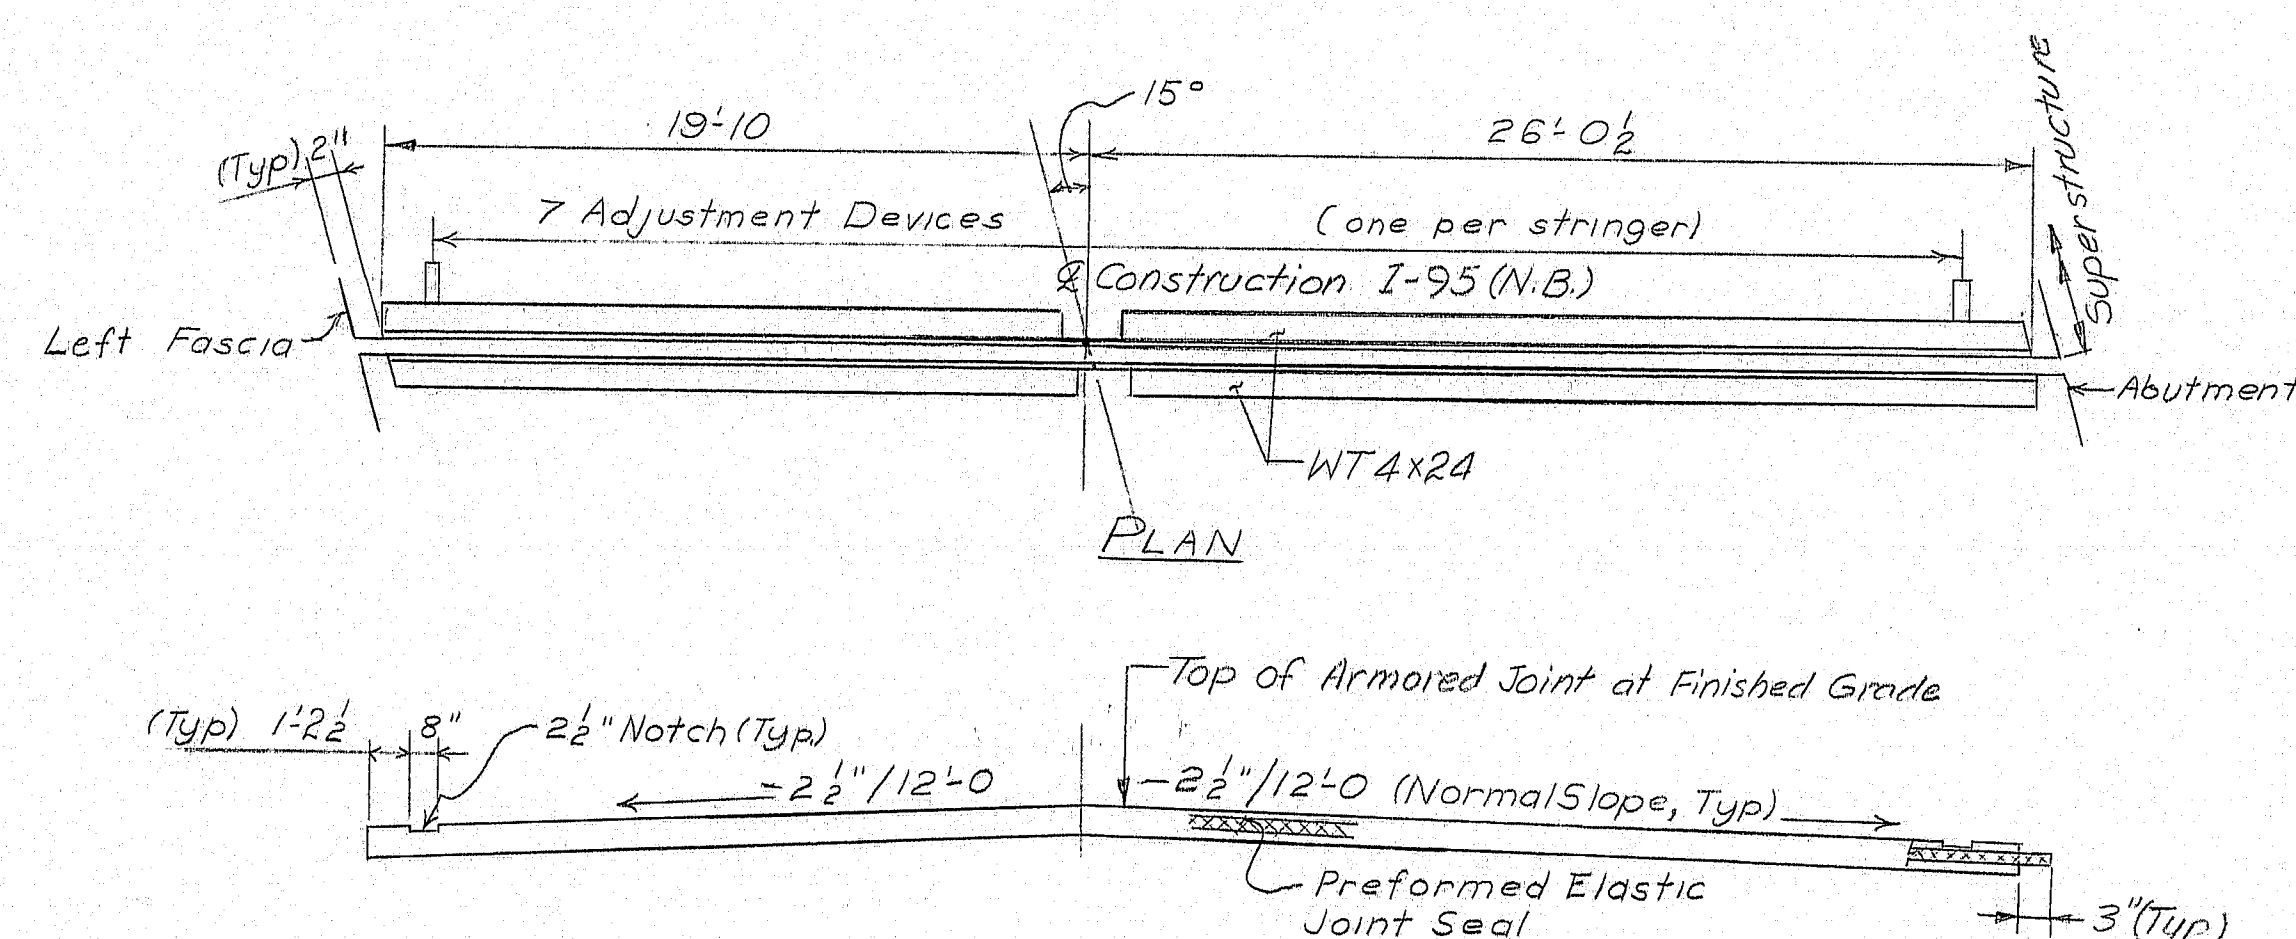 15°
19'-10
26'-0½
(Typ) 2"
Superstructure
7 Adjustment Devices (one per stringer)
℄ Construction I-95 (N.B.)
Left Fascia
Abutment
WT4x24
PLAN
Top of Armored Joint at Finished Grade
(Typ) 1'-2½
8"
2½" Notch (Typ.)
-2½"/12'-0
-2½"/12'-0 (Normal Slope, Typ)
Preformed Elastic
Joint Seal
3" (Typ)